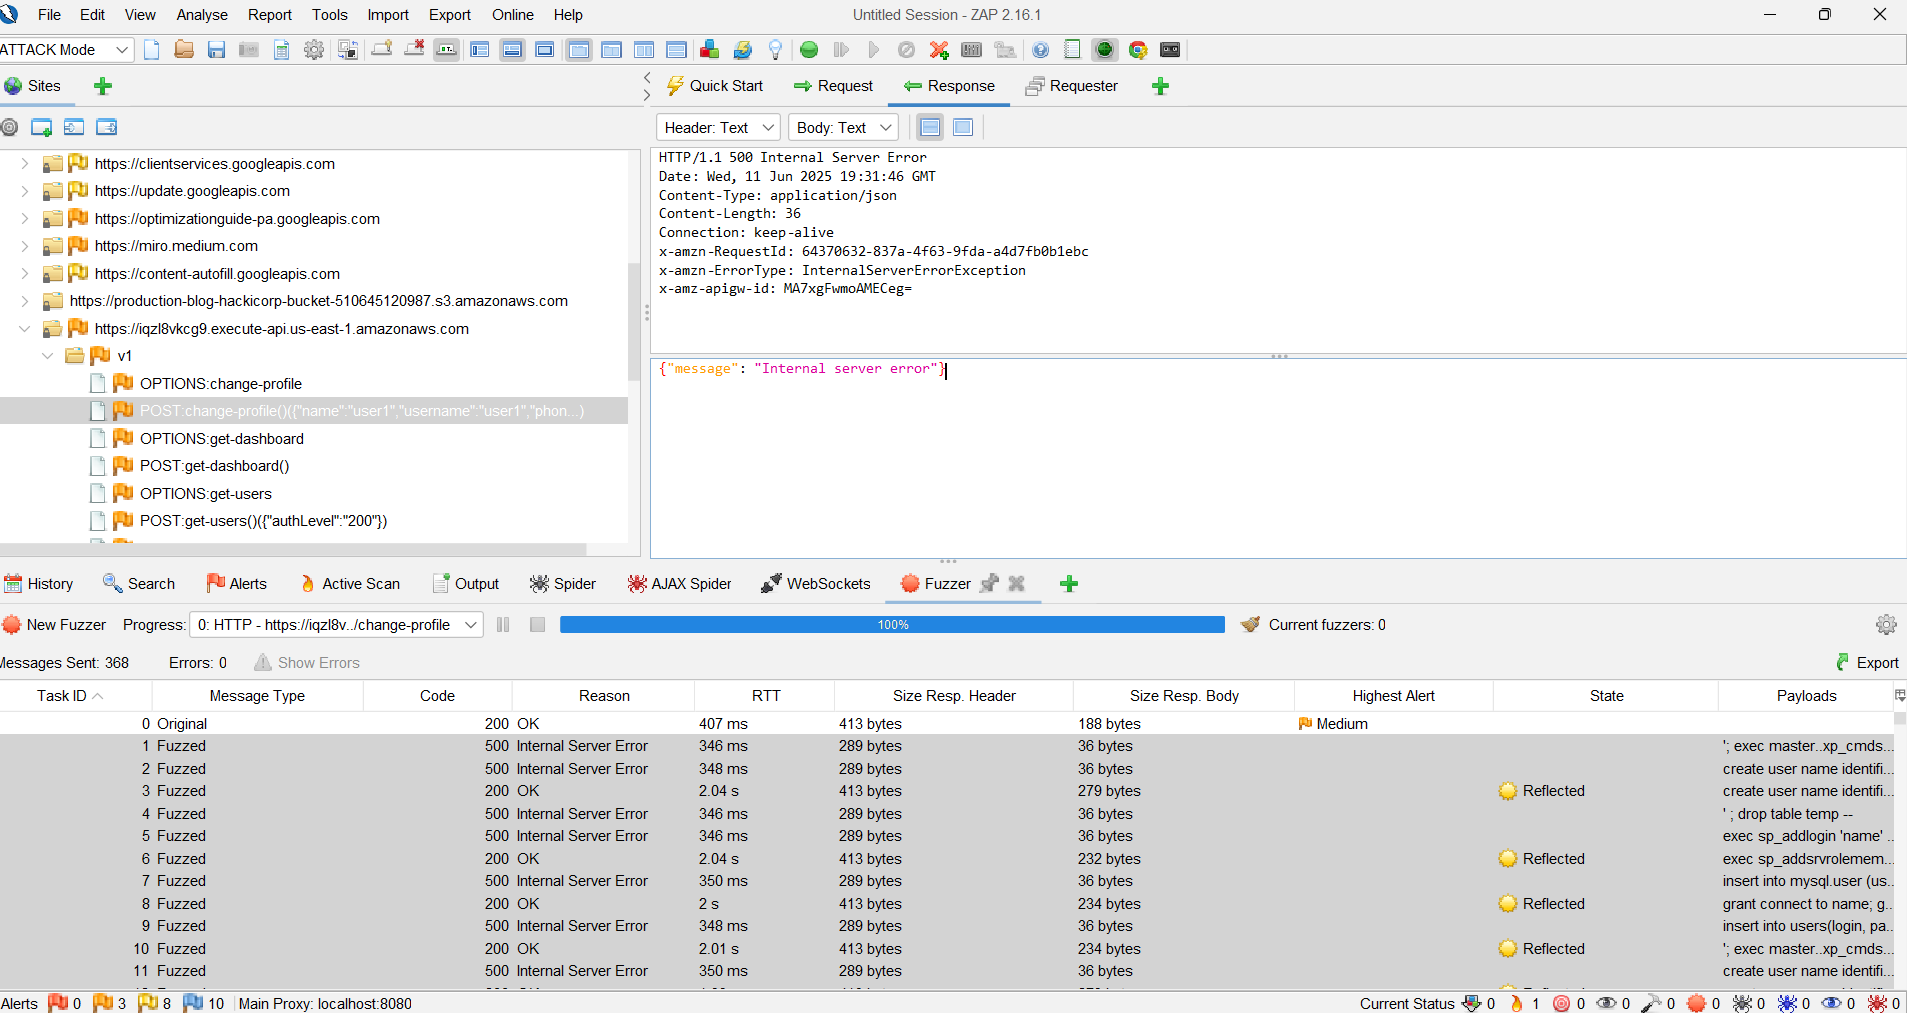 File Edit View Analyse Report Tools Import Export Online Help Untitled Session - ZAP 2.16.1
ATTACK Mode
Sites Quick Start Request Response Requester
Header: Text Body: Text
https://clientservices.googleapis.com
https://update.googleapis.com
https://optimizationguide-pa.googleapis.com
https://miro.medium.com
https://content-autofill.googleapis.com
https://production-blog-hackicorp-bucket-510645120987.s3.amazonaws.com
https://iqzl8vkcg9.execute-api.us-east-1.amazonaws.com
v1
OPTIONS:change-profile
POST:change-profile()({"name":"user1","username":"user1","phon...)
OPTIONS:get-dashboard
POST:get-dashboard()
OPTIONS:get-users
POST:get-users()({"authLevel":"200"})
HTTP/1.1 500 Internal Server Error
Date: Wed, 11 Jun 2025 19:31:46 GMT
Content-Type: application/json
Content-Length: 36
Connection: keep-alive
x-amzn-RequestId: 64370632-837a-4f63-9fda-a4d7fb0b1ebc
x-amzn-ErrorType: InternalServerErrorException
x-amz-apigw-id: MA7xgFwmoAMECeg=
{"message": "Internal server error"}
History Search Alerts Active Scan Output Spider AJAX Spider WebSockets Fuzzer
New Fuzzer Progress: 0: HTTP - https://iqzl8v../change-profile 100% Current fuzzers: 0
Messages Sent: 368 Errors: 0 Show Errors Export
Task ID Message Type Code Reason RTT Size Resp. Header Size Resp. Body Highest Alert State Payloads
0 Original 200 OK 407 ms 413 bytes 188 bytes Medium
1 Fuzzed 500 Internal Server Error 346 ms 289 bytes 36 bytes '; exec master..xp_cmds...
2 Fuzzed 500 Internal Server Error 348 ms 289 bytes 36 bytes create user name identifi...
3 Fuzzed 200 OK 2.04 s 413 bytes 279 bytes Reflected create user name identifi...
4 Fuzzed 500 Internal Server Error 346 ms 289 bytes 36 bytes ' ; drop table temp --
5 Fuzzed 500 Internal Server Error 346 ms 289 bytes 36 bytes exec sp_addlogin 'name' ...
6 Fuzzed 200 OK 2.04 s 413 bytes 232 bytes Reflected exec sp_addsrvrolemem...
7 Fuzzed 500 Internal Server Error 350 ms 289 bytes 36 bytes insert into mysql.user (us...
8 Fuzzed 200 OK 2 s 413 bytes 234 bytes Reflected grant connect to name; g...
9 Fuzzed 500 Internal Server Error 348 ms 289 bytes 36 bytes insert into users(login, pa...
10 Fuzzed 200 OK 2.01 s 413 bytes 234 bytes Reflected '; exec master..xp_cmds...
11 Fuzzed 500 Internal Server Error 350 ms 289 bytes 36 bytes create user name identifi...
Alerts 0 3 8 10 Main Proxy: localhost:8080 Current Status 0 1 0 0 0 0 0 0 0 0